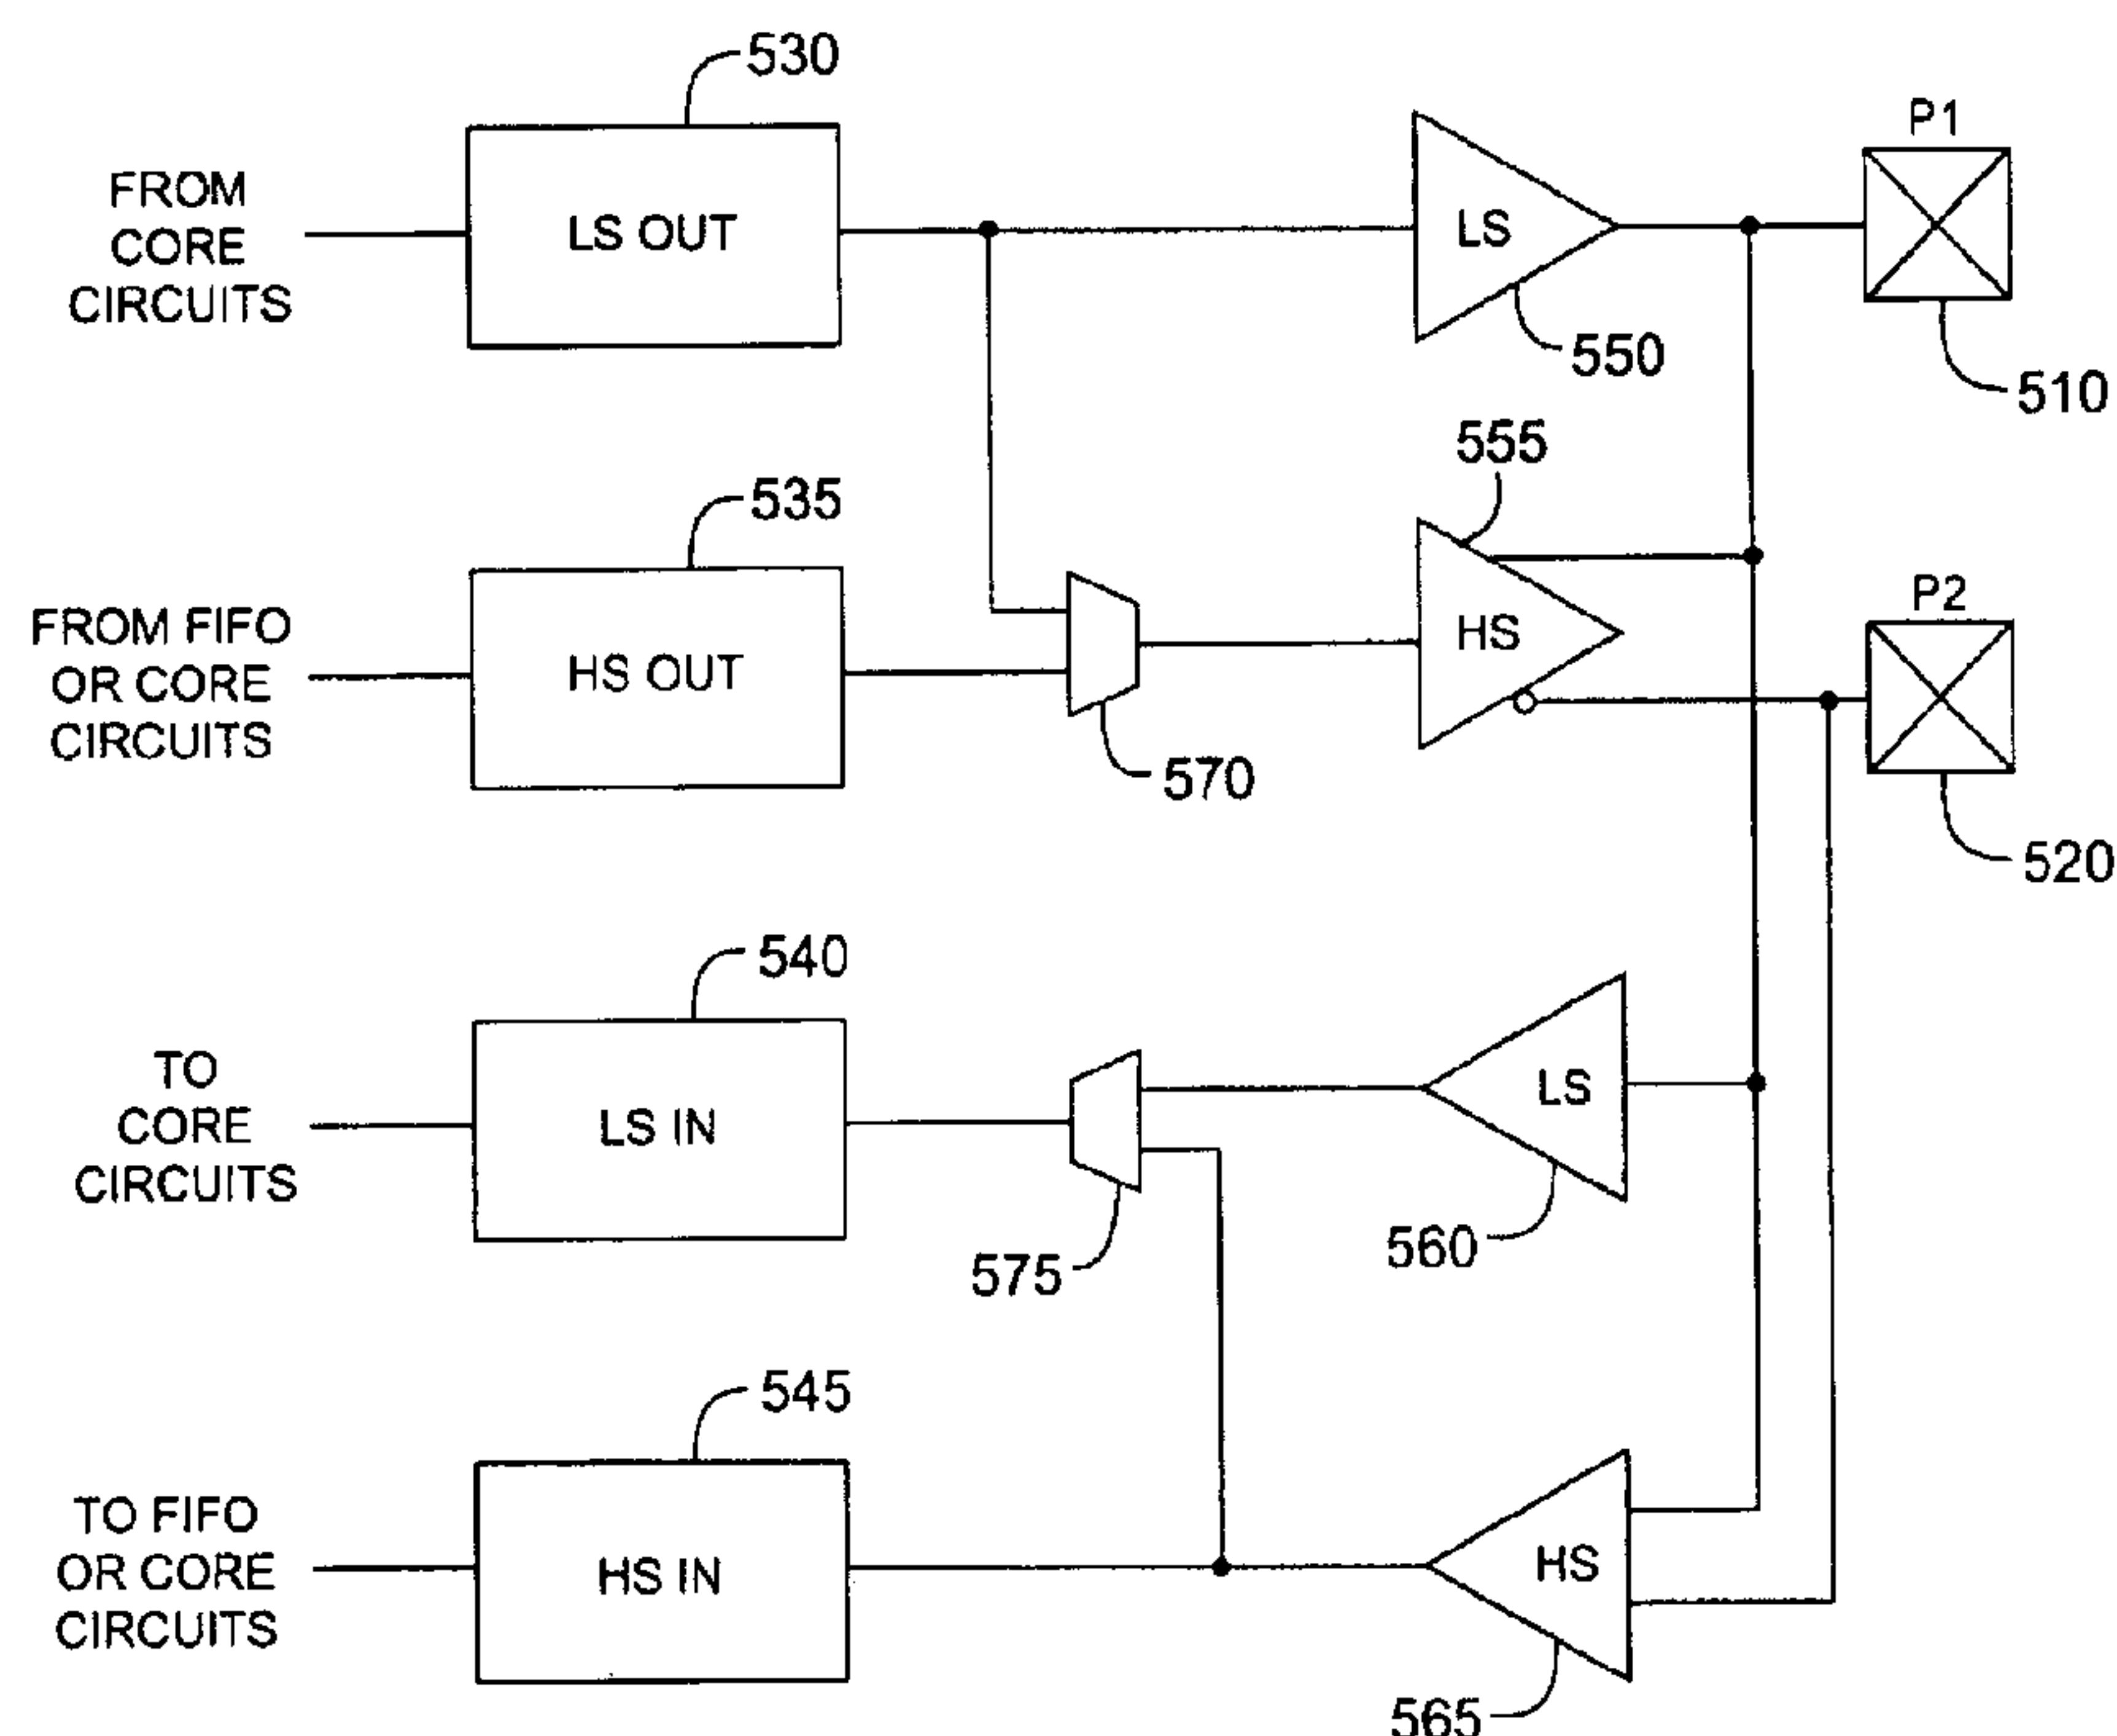 530
FROM
CORE
CIRCUITS
LS OUT
LS
550
P1
510
535
FROM FIFO
OR CORE
CIRCUITS
HS OUT
570
555
HS
P2
520
540
TO
CORE
CIRCUITS
LS IN
575
LS
560
545
TO FIFO
OR CORE
CIRCUITS
HS IN
HS
565